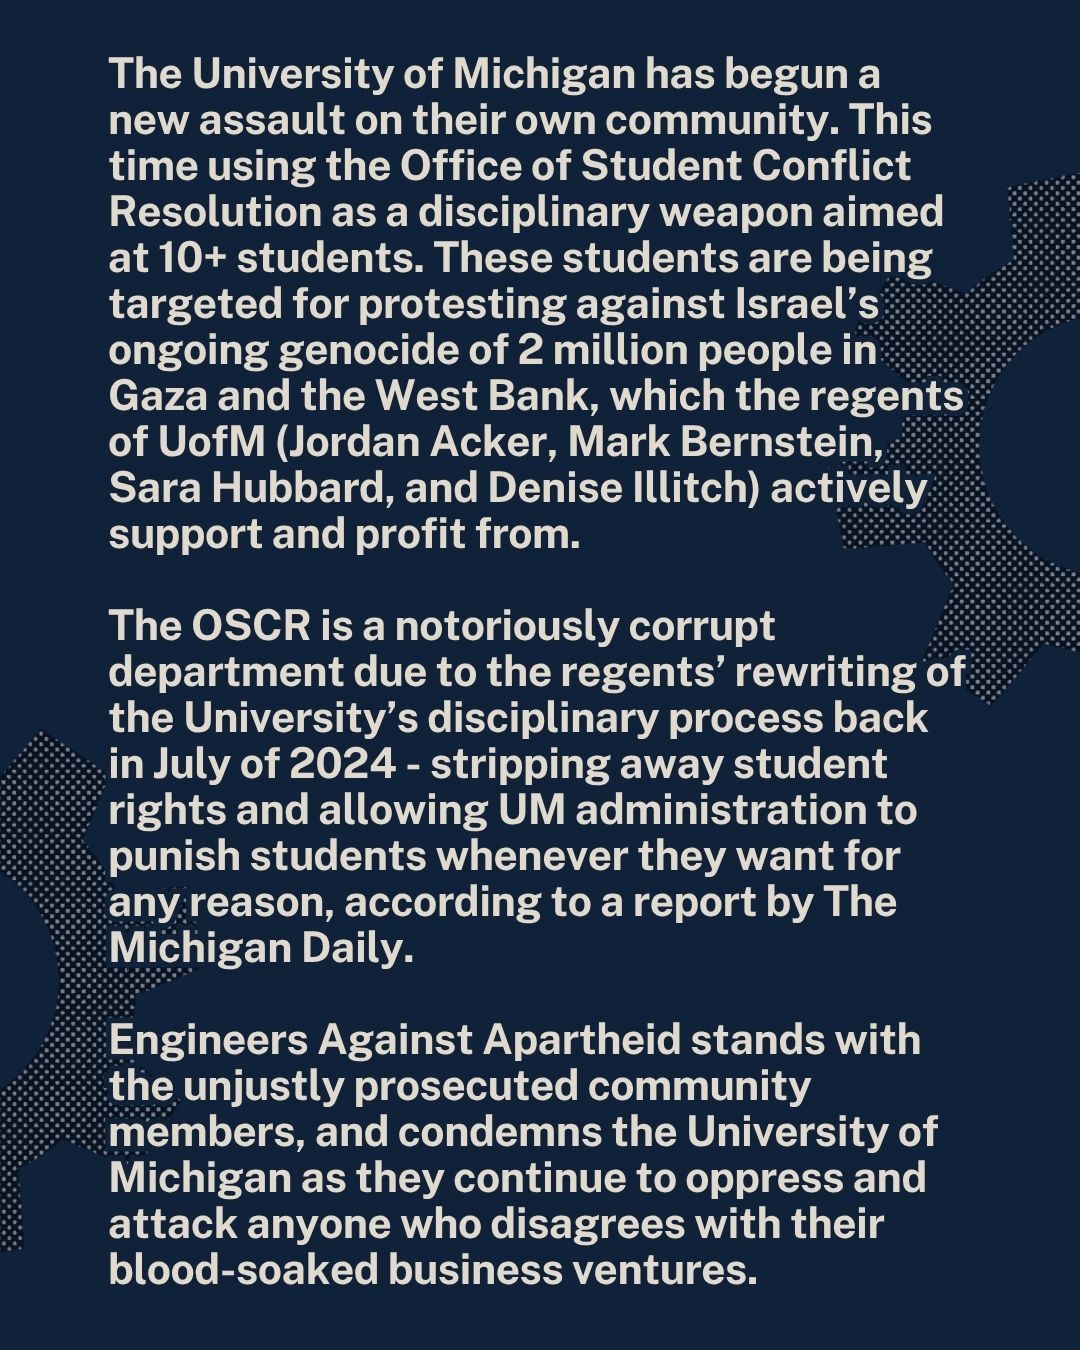 The University of Michigan has begun a
new assault on their own community. This
time using the Office of Student Conflict
Resolution as a disciplinary weapon aimed
at 10+ students. These students are being
targeted for protesting against Israel’s
ongoing genocide of 2 million people in
Gaza and the West Bank, which the regents
of UofM (Jordan Acker, Mark Bernstein,
Sara Hubbard, and Denise Illitch) actively
support and profit from.
The OSCR is a notoriously corrupt
department due to the regents’ rewriting of
the University’s disciplinary process back
in July of 2024 - stripping away student
rights and allowing UM administration to
punish students whenever they want for
any reason, according to a report by The
Michigan Daily.
Engineers Against Apartheid stands with
the unjustly prosecuted community
members, and condemns the University of
Michigan as they continue to oppress and
attack anyone who disagrees with their
blood-soaked business ventures.